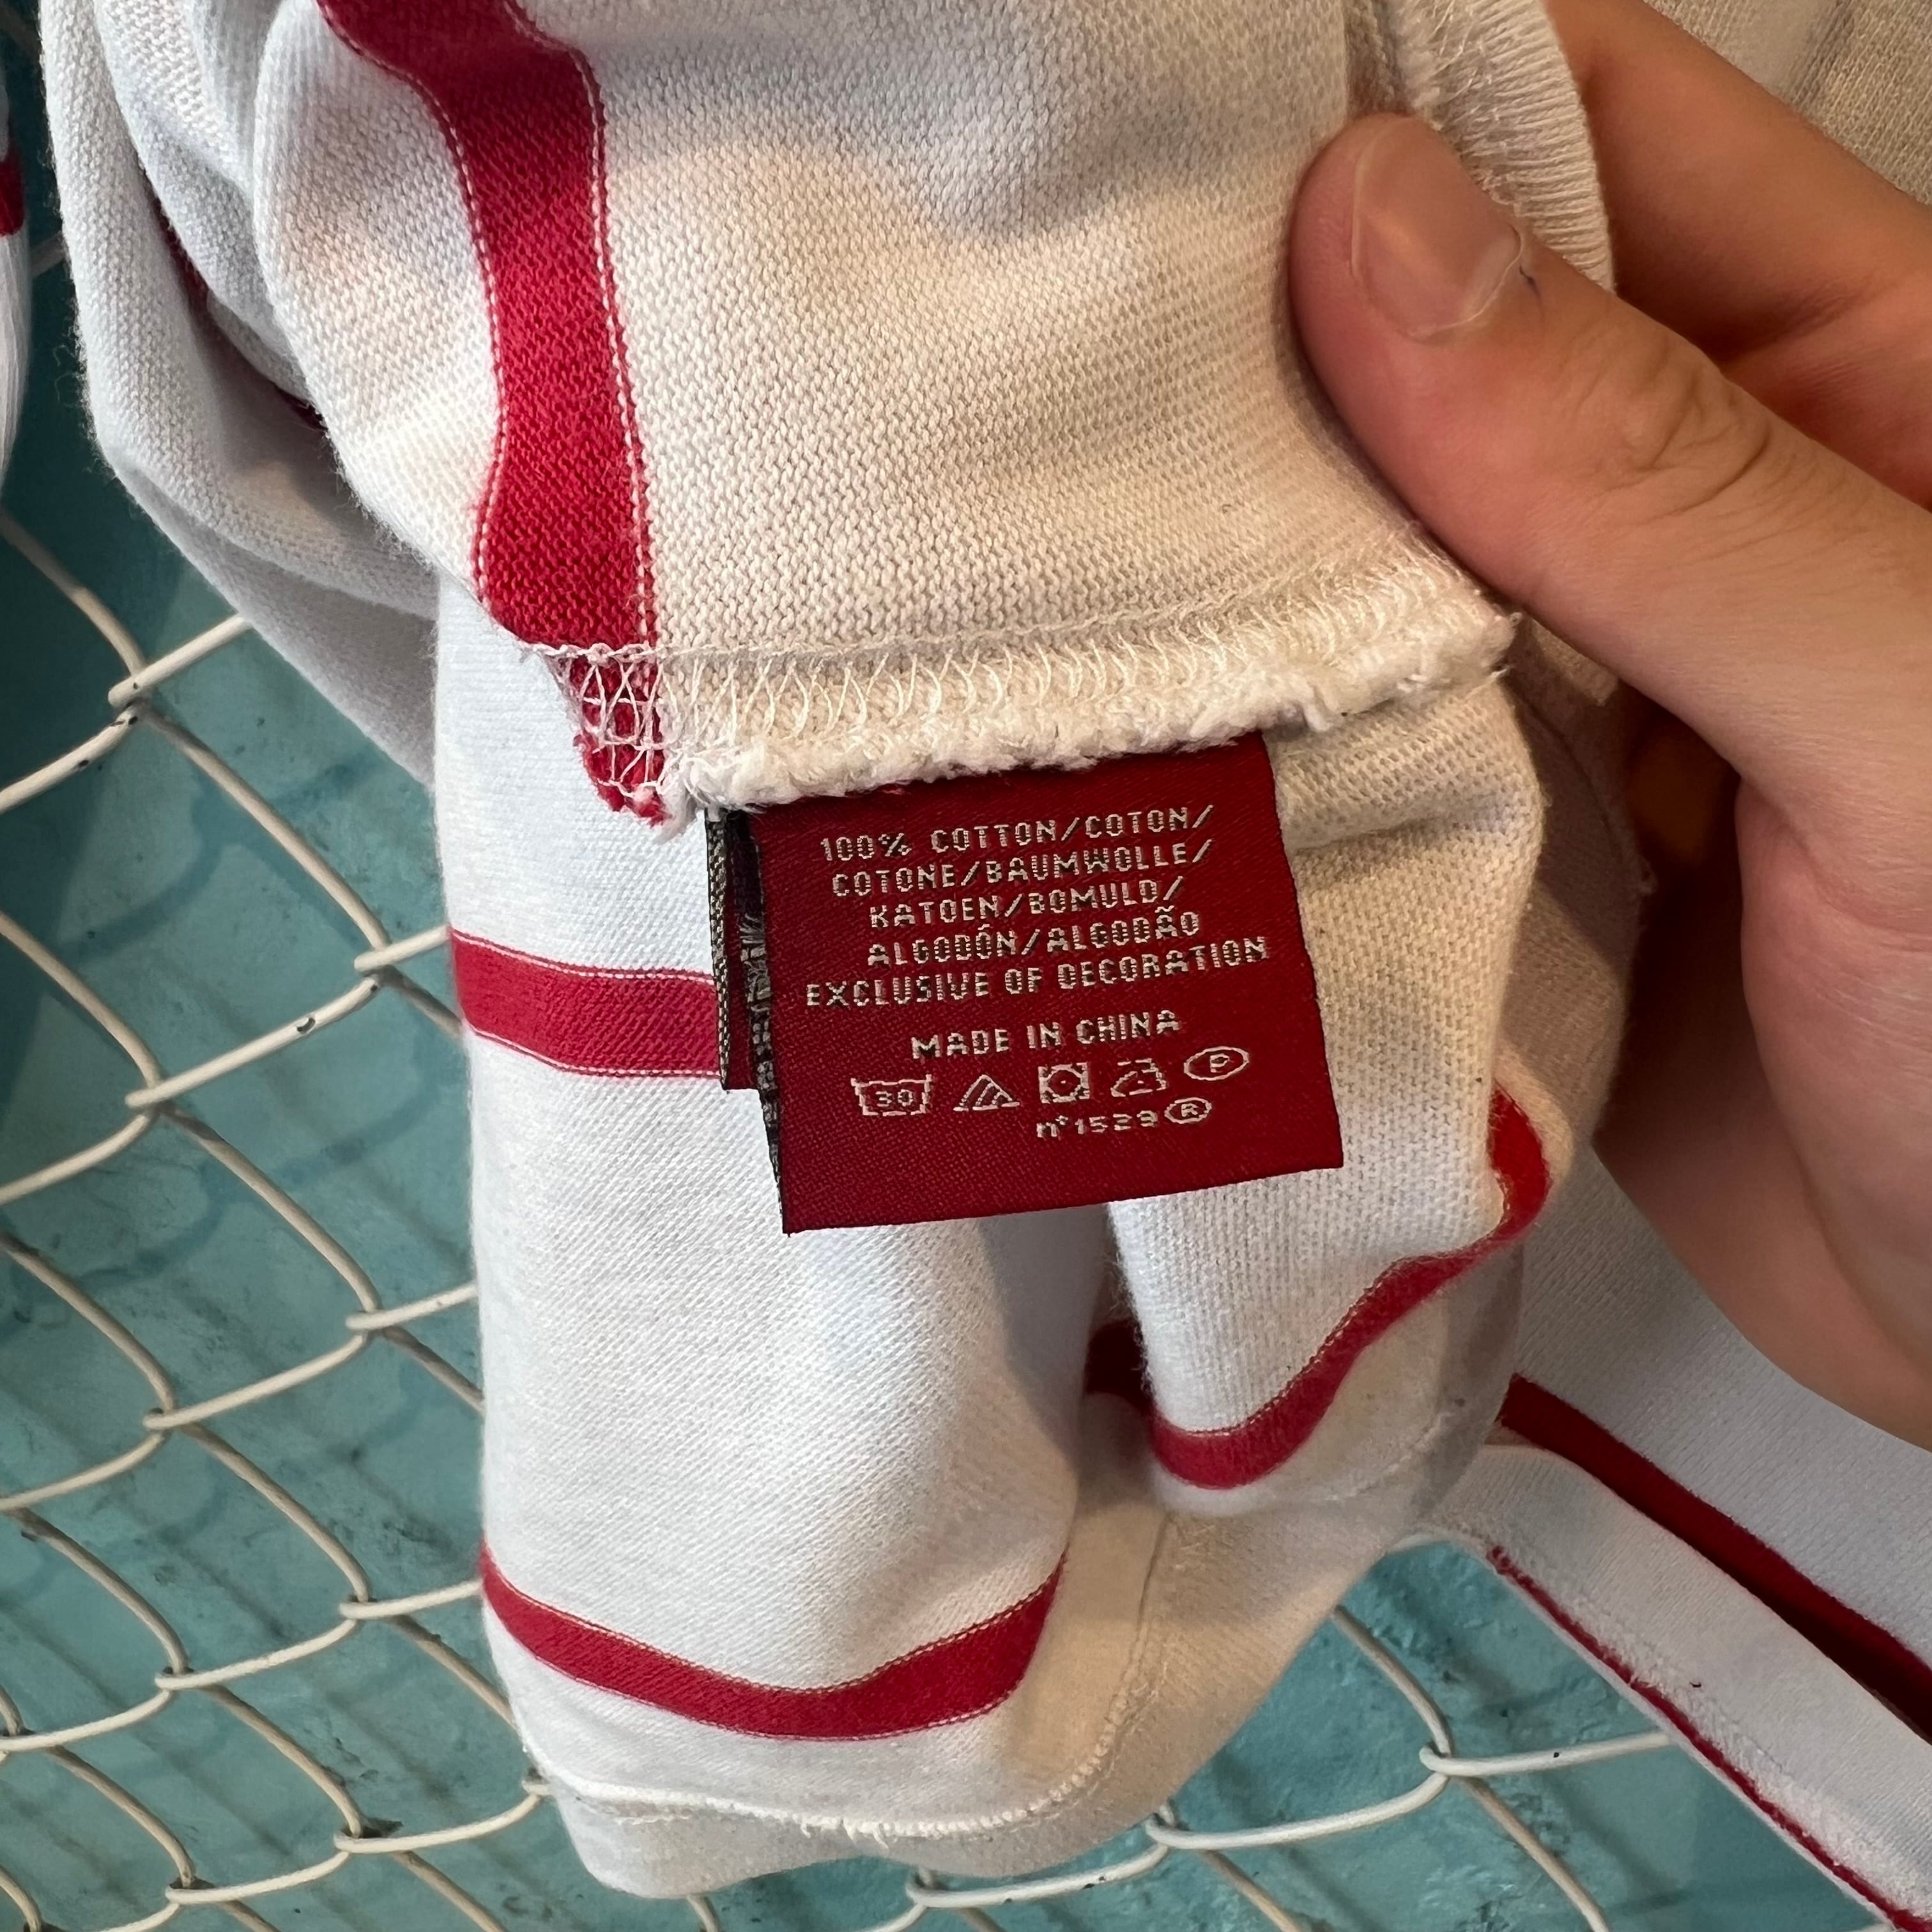 100% COTTON/COTON/
COTONE/BAUMWOLLE/
KATOEN/BOMULD/
ALGODÓN/ALGODÃO
EXCLUSIVE OF DECORATION
MADE IN CHINA
30 P
n°1529®